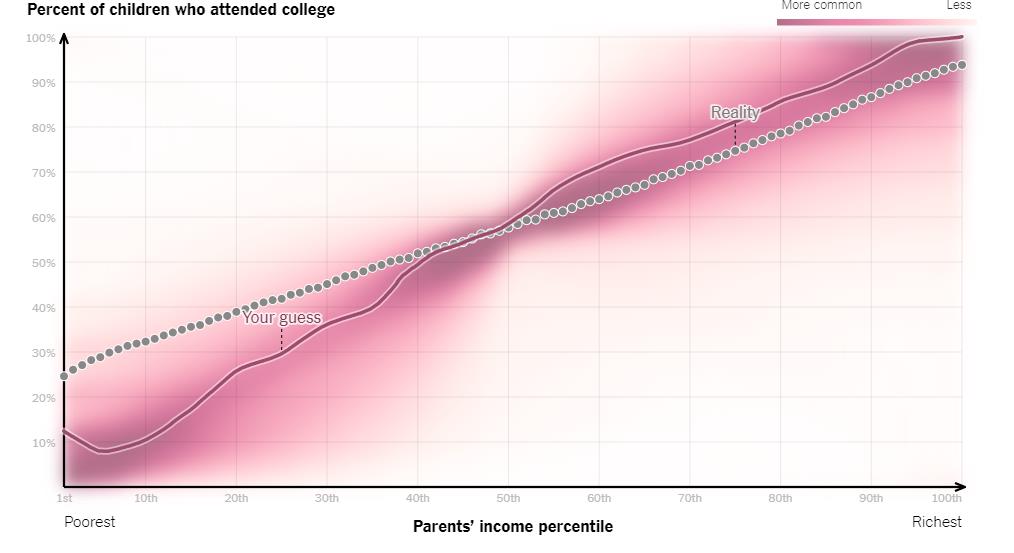 Percent of children who attended college
More common
Less
100%
90%
80%
70%
60%
50%
40%
30%
20%
10%
Reality
Your guess
1st
10th
20th
30th
40th
50th
60th
70th
80th
90th
100th
Poorest
Parents' income percentile
Richest